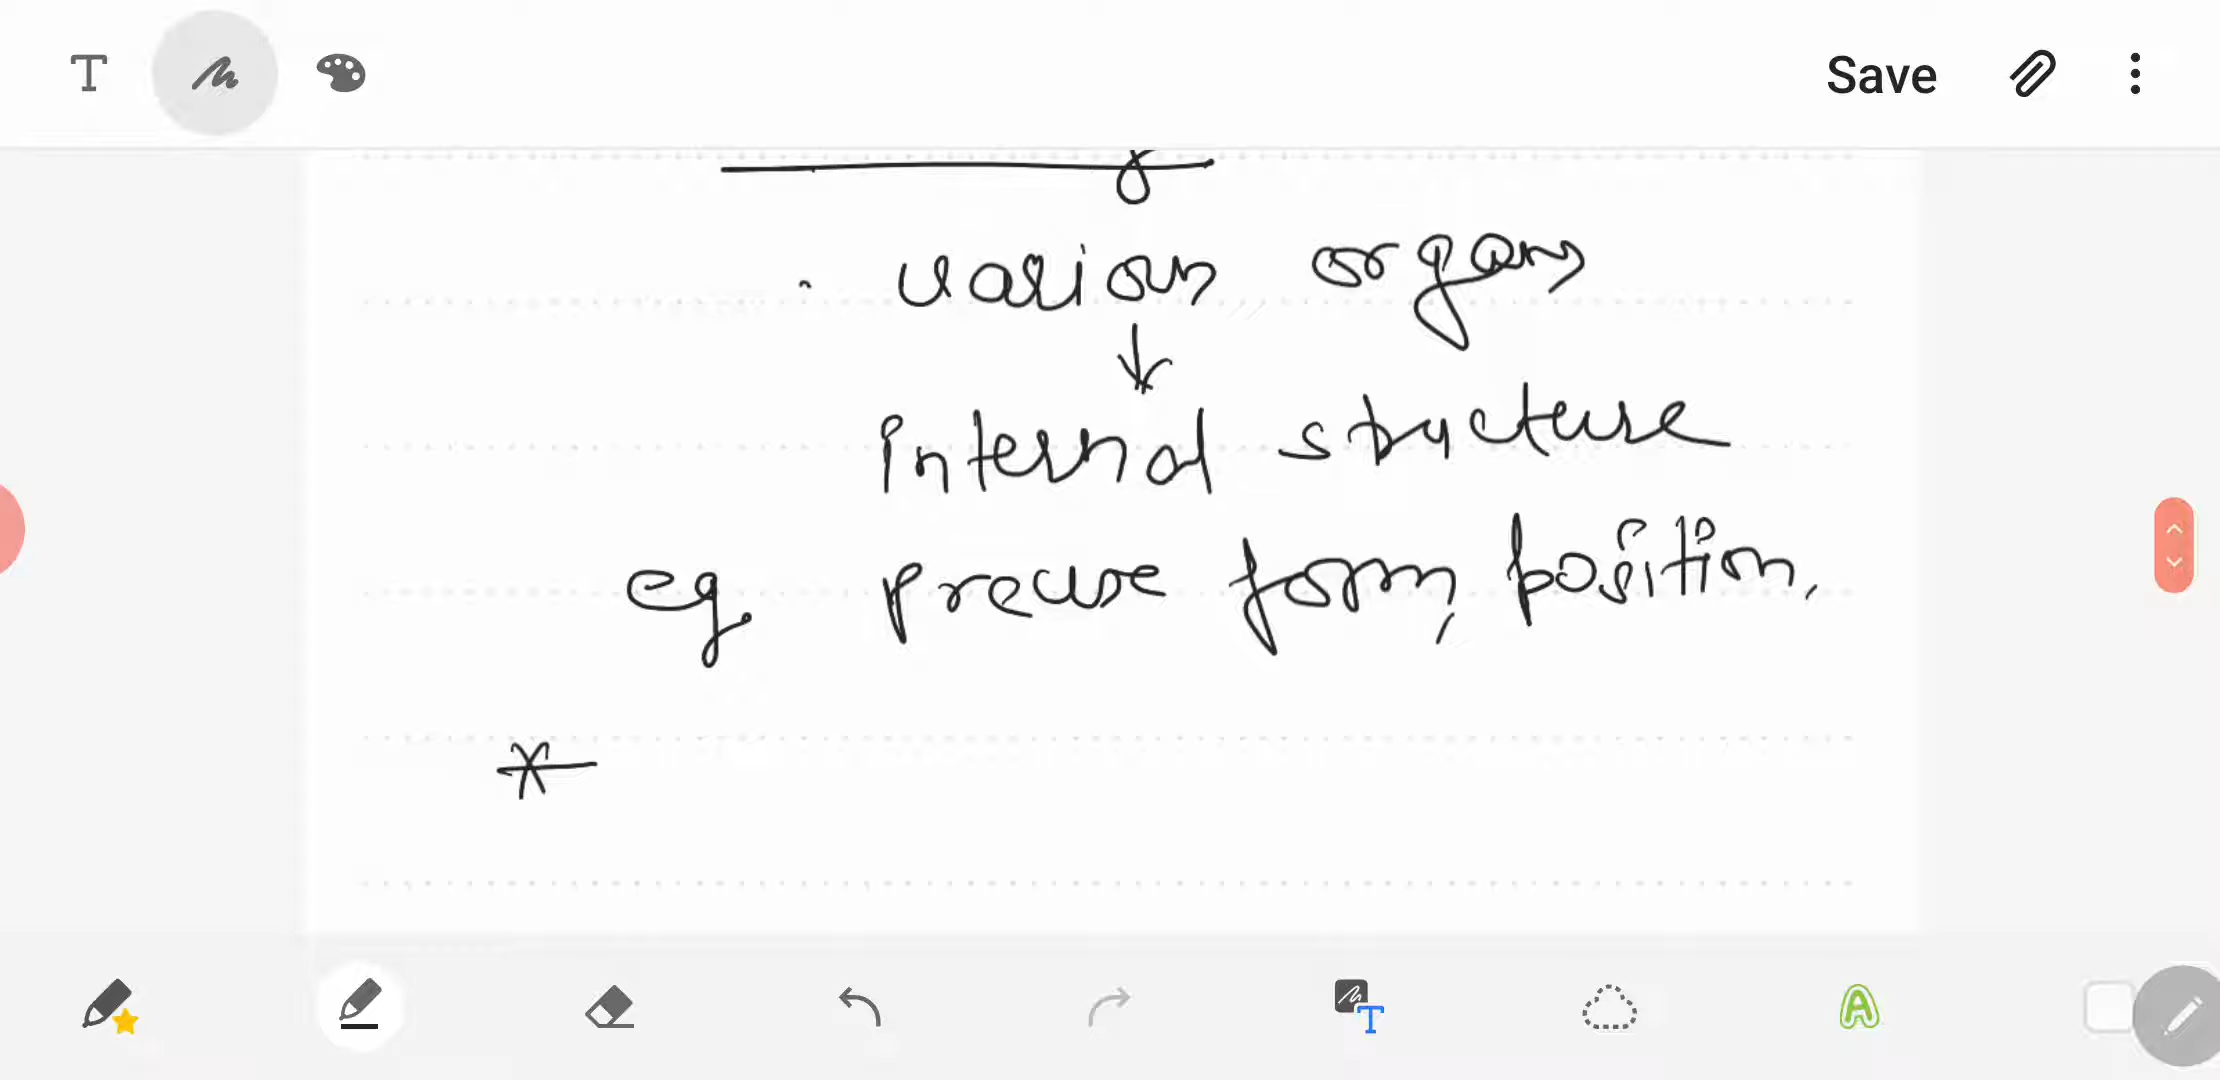 T Save
various organs
↓
internal structure
eg. precise form, position,
*
T A